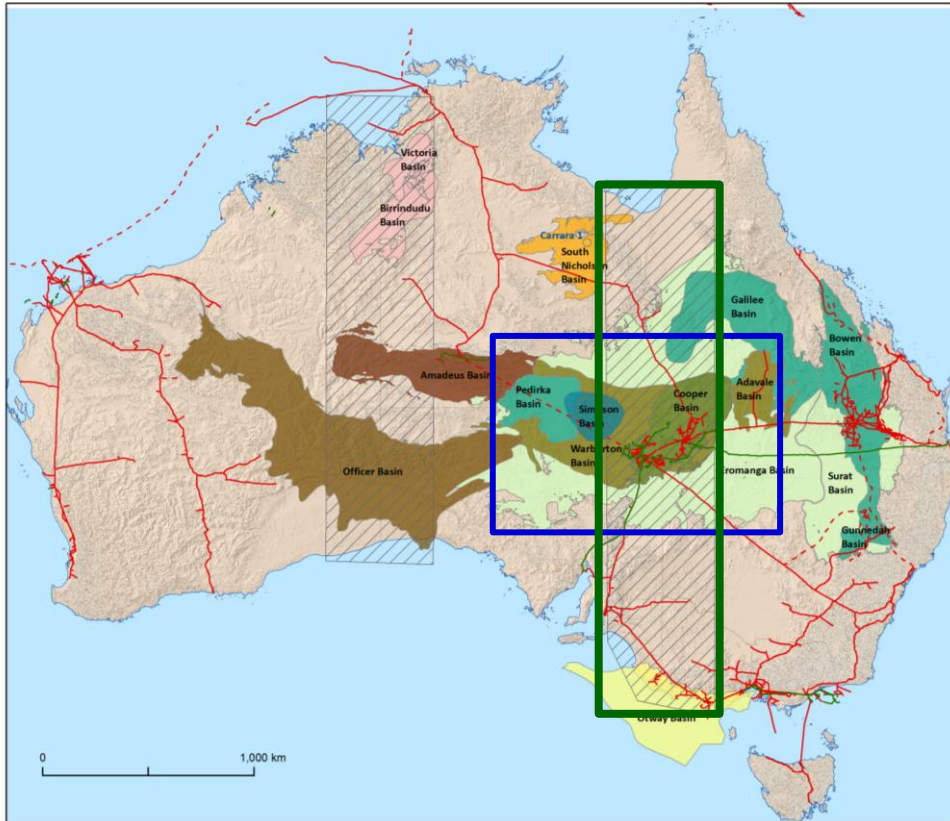 Victoria
Basin
Birrindudu
Basin
Carrara 1
South
Nicholson
Basin
Galilee
Basin
Bowen
Basin
Amadeus Basin
Pedirka
Basin
Simpson
Basin
Cooper
Basin
Adavale
Basin
Warburton
Basin
Officer Basin
Eromanga Basin
Surat
Basin
Gunnedah
Basin
Otway Basin
0
1,000 km